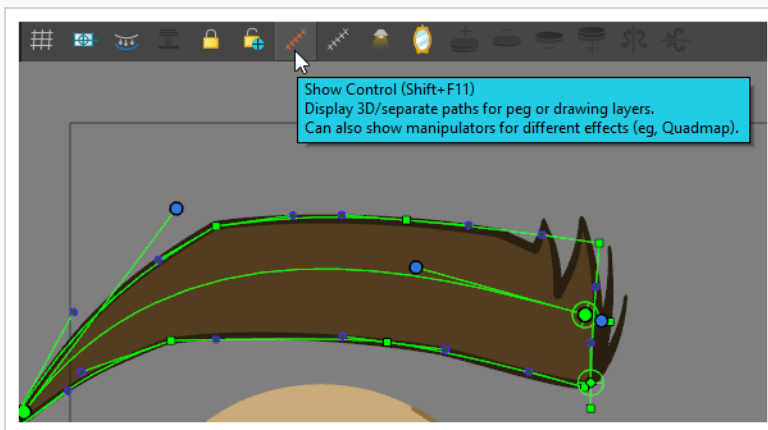 Show Control (Shift+F11)
Display 3D/separate paths for peg or drawing layers.
Can also show manipulators for different effects (eg, Quadmap).